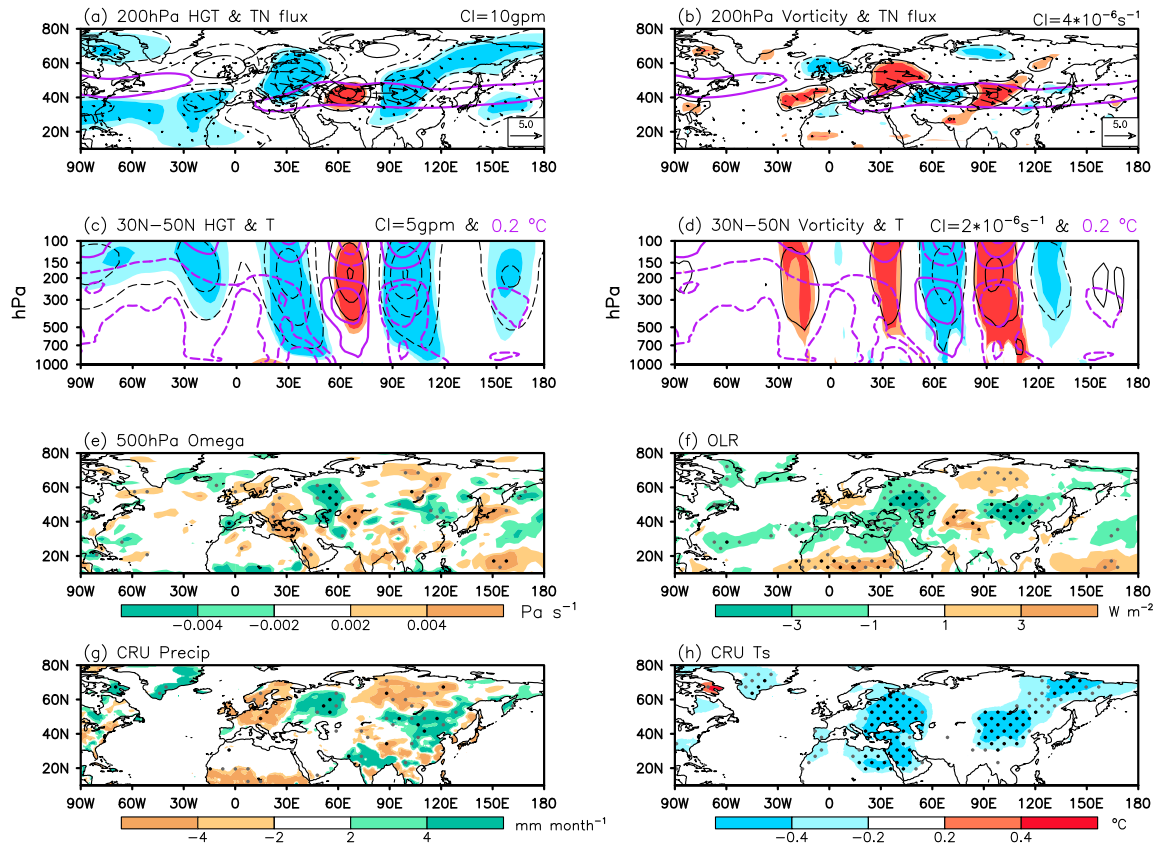 (a) 200hPa HGT & TN flux CI=10gpm
80N
60N
40N
20N
5.0
90W 60W 30W 0 30E 60E 90E 120E 150E 180
(b) 200hPa Vorticity & TN flux CI=4*10⁻⁶s⁻¹
80N
60N
40N
20N
5.0
90W 60W 30W 0 30E 60E 90E 120E 150E 180
(c) 30N−50N HGT & T CI=5gpm & 0.2 °C
hPa
100
150
200
300
500
700
1000
90W 60W 30W 0 30E 60E 90E 120E 150E 180
(d) 30N−50N Vorticity & T CI=2*10⁻⁶s⁻¹ & 0.2 °C
hPa
100
150
200
300
500
700
1000
90W 60W 30W 0 30E 60E 90E 120E 150E 180
(e) 500hPa Omega
80N
60N
40N
20N
90W 60W 30W 0 30E 60E 90E 120E 150E 180
−0.004 −0.002 0.002 0.004 Pa s⁻¹
(f) OLR
80N
60N
40N
20N
90W 60W 30W 0 30E 60E 90E 120E 150E 180
−3 −1 1 3 W m⁻²
(g) CRU Precip
80N
60N
40N
20N
90W 60W 30W 0 30E 60E 90E 120E 150E 180
−4 −2 2 4 mm month⁻¹
(h) CRU Ts
80N
60N
40N
20N
90W 60W 30W 0 30E 60E 90E 120E 150E 180
−0.4 −0.2 0.2 0.4 °C